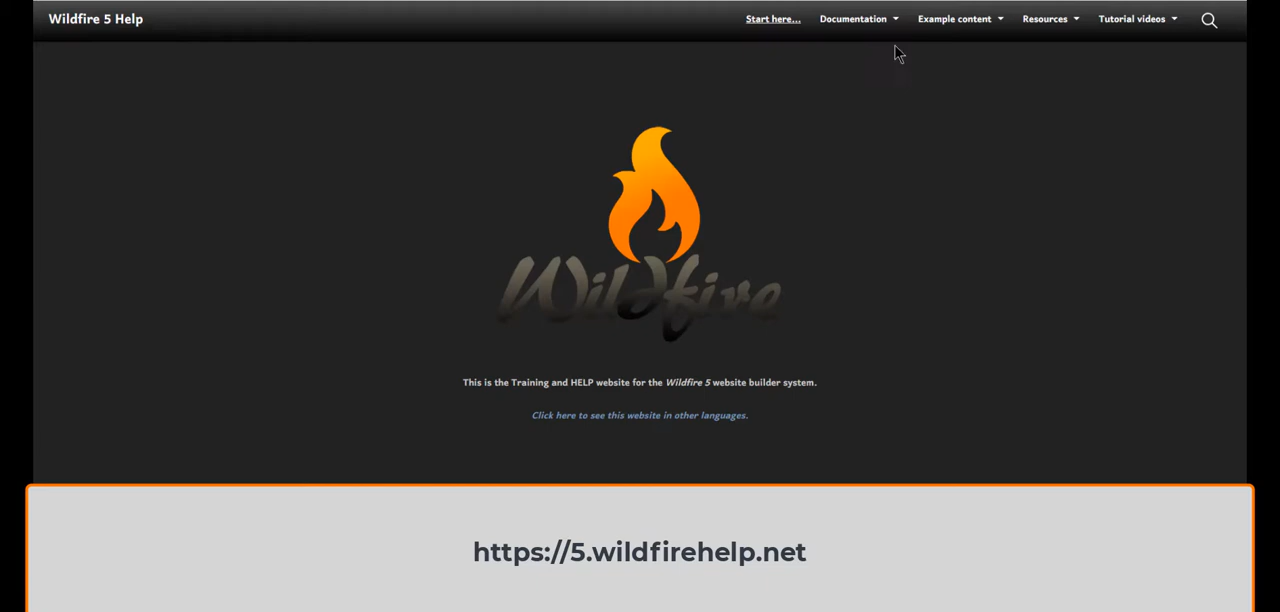 Wildfire 5 Help
Start here... Documentation Example content Resources Tutorial videos
Wildfire
This is the Training and HELP website for the Wildfire 5 website builder system.
Click here to see this website in other languages.
https://5.wildfirehelp.net